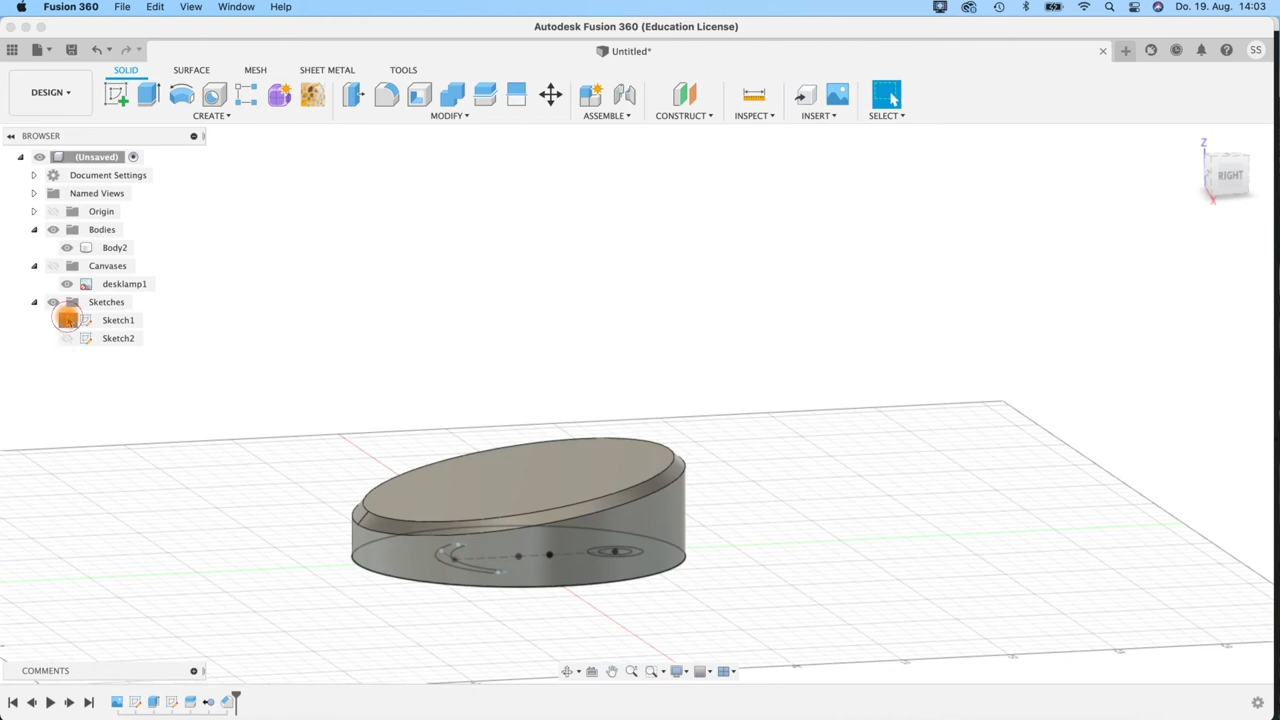 Fusion 360 File Edit View Window Help Do. 19. Aug. 14:03
Autodesk Fusion 360 (Education License)
Untitled* SS
SOLID SURFACE MESH SHEET METAL TOOLS
DESIGN
CREATE MODIFY ASSEMBLE CONSTRUCT INSPECT INSERT SELECT
BROWSER
(Unsaved)
Z
Document Settings
RIGHT
Named Views
X
Origin
Bodies
Body2
Canvases
desklamp1
Sketches
Sketch1
Sketch2
COMMENTS